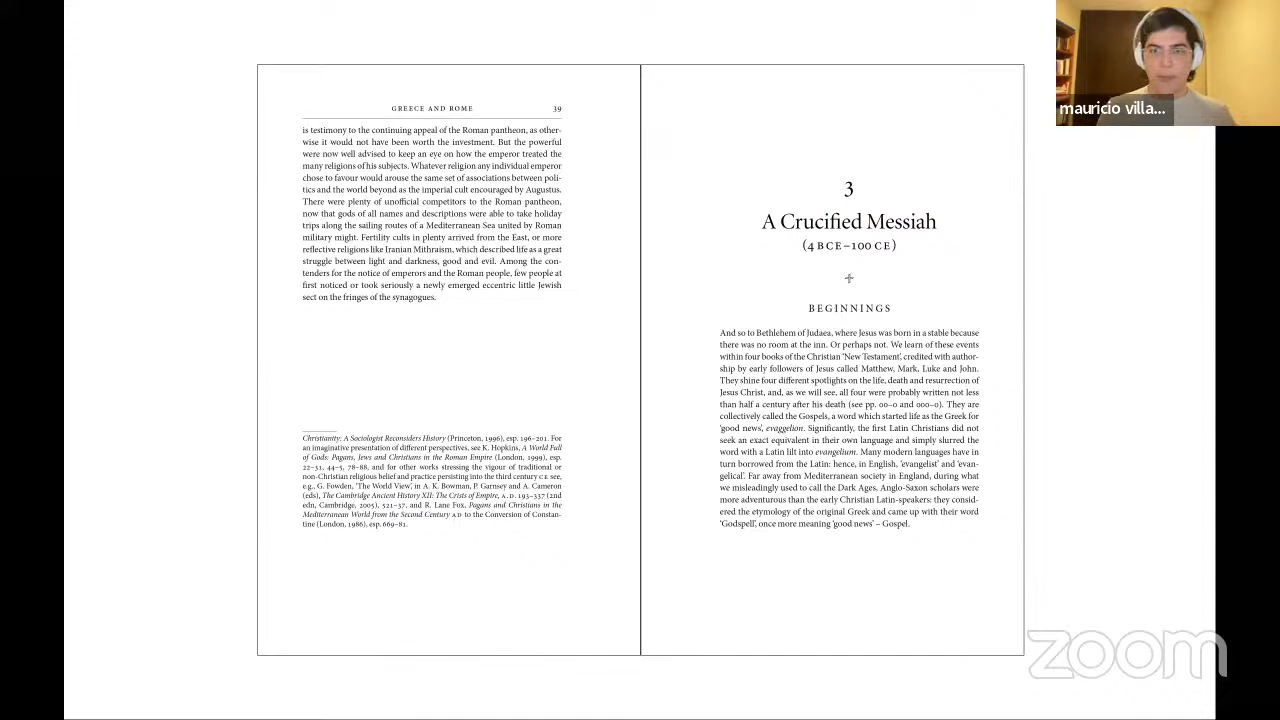 GREECE AND ROME 39
is testimony to the continuing appeal of the Roman pantheon, as other-
wise it would not have been worth the investment. But the powerful
were now well advised to keep an eye on how the emperor treated the
many religions of his subjects. Whatever religion any individual emperor
chose to favour would arouse the same set of associations between poli-
tics and the world beyond as the imperial cult encouraged by Augustus.
There were plenty of unofficial competitors to the Roman pantheon,
now that gods of all names and descriptions were able to take holiday
trips along the sailing routes of a Mediterranean Sea united by Roman
military might. Fertility cults in plenty arrived from the East, or more
reflective religions like Iranian Mithraism, which described life as a great
struggle between light and darkness, good and evil. Among the con-
tenders for the notice of emperors and the Roman people, few people at
first noticed or took seriously a newly emerged eccentric little Jewish
sect on the fringes of the synagogues.
Christianity: A Sociologist Reconsiders History (Princeton, 1996), esp. 196–201. For
an imaginative presentation of different perspectives, see K. Hopkins, A World Full
of Gods: Pagans, Jews and Christians in the Roman Empire (London, 1999), esp.
22–31, 44–5, 78–88, and for other works stressing the vigour of traditional or
non-Christian religious belief and practice persisting into the third century CE see,
e.g., G. Fowden, 'The World View', in A. K. Bowman, P. Garnsey and A. Cameron
(eds), The Cambridge Ancient History XII: The Crisis of Empire, A.D. 193–337 (2nd
edn, Cambridge, 2005), 521–37, and R. Lane Fox, Pagans and Christians in the
Mediterranean World from the Second Century AD to the Conversion of Constan-
tine (London, 1986), esp. 669–81.
3
A Crucified Messiah
(4 BCE–100 CE)
BEGINNINGS
And so to Bethlehem of Judaea, where Jesus was born in a stable because
there was no room at the inn. Or perhaps not. We learn of these events
within four books of the Christian 'New Testament', credited with author-
ship by early followers of Jesus called Matthew, Mark, Luke and John.
They shine four different spotlights on the life, death and resurrection of
Jesus Christ, and, as we will see, all four were probably written not less
than half a century after his death (see pp. 00–0 and 000–0). They are
collectively called the Gospels, a word which started life as the Greek for
'good news', evaggelion. Significantly, the first Latin Christians did not
seek an exact equivalent in their own language and simply slurred the
word with a Latin lilt into evangelium. Many modern languages have in
turn borrowed from the Latin: hence, in English, 'evangelist' and 'evan-
gelical'. Far away from Mediterranean society in England, during what
we misleadingly used to call the Dark Ages, Anglo-Saxon scholars were
more adventurous than the early Christian Latin-speakers: they consid-
ered the etymology of the original Greek and came up with their word
'Godspell', once more meaning 'good news' – Gospel.
mauricio villa...
zoom